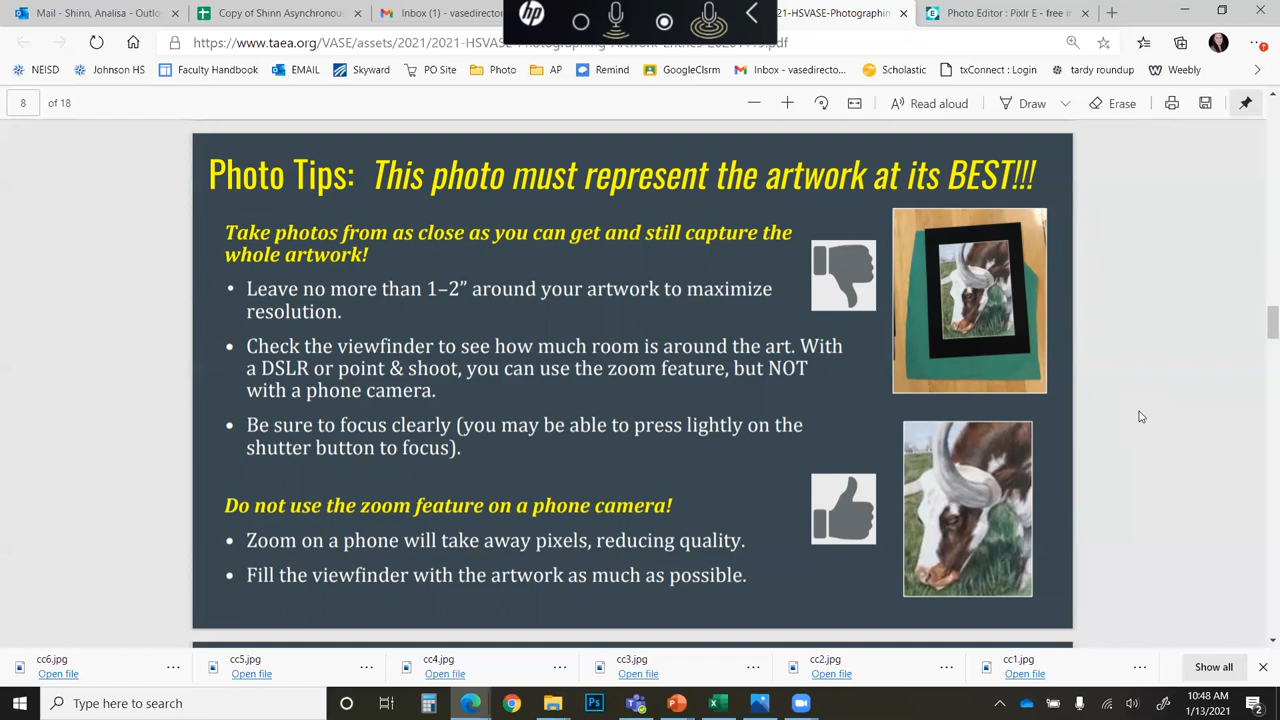 Mail - Shinn, Analisa - Outloo
Copy of Shinn Asynchronous
Inbox (1) - vasedirector@
hp
21-HSVASE-Photographin
Photo Editor: Pixlr E - free i
https://www.taea.org/VASE/assets/2021/2021-HSVASE-Photographing-Artwork-Entries-
pdf
NEISD
Johnson HS
Faculty Handbook
EMAIL
Skyward
PO Site
Photo
AP
Remind
GoogleClsrm
Inbox - vasedirecto...
Scholastic
txConnect : Login
tardy roundup
Weebly
8 of 18
Read aloud
Draw
Erase
Photo Tips: This photo must represent the artwork at its BEST!!!
Take photos from as close as you can get and still capture the
whole artwork!
• Leave no more than 1–2” around your artwork to maximize
resolution.
• Check the viewfinder to see how much room is around the art. With
a DSLR or point & shoot, you can use the zoom feature, but NOT
with a phone camera.
• Be sure to focus clearly (you may be able to press lightly on the
shutter button to focus).
Do not use the zoom feature on a phone camera!
• Zoom on a phone will take away pixels, reducing quality.
• Fill the viewfinder with the artwork as much as possible.
cc6.jpg
Open file
cc5.jpg
Open file
cc4.jpg
Open file
cc3.jpg
Open file
cc2.jpg
Open file
cc1.jpg
Open file
Show all
Type here to search
Ps
10:48 AM
1/13/2021
2